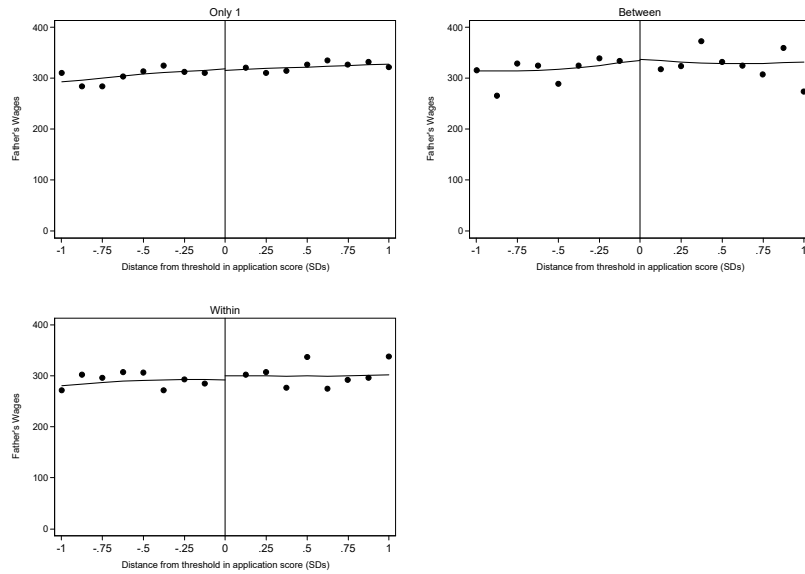 Only 1
400
300
200
100
0
Father's Wages
-1 -.75 -.5 -.25 0 .25 .5 .75 1
Distance from threshold in application score (SDs)
Between
400
300
200
100
0
Father's Wages
-1 -.75 -.5 -.25 0 .25 .5 .75 1
Distance from threshold in application score (SDs)
Within
400
300
200
100
0
Father's Wages
-1 -.75 -.5 -.25 0 .25 .5 .75 1
Distance from threshold in application score (SDs)